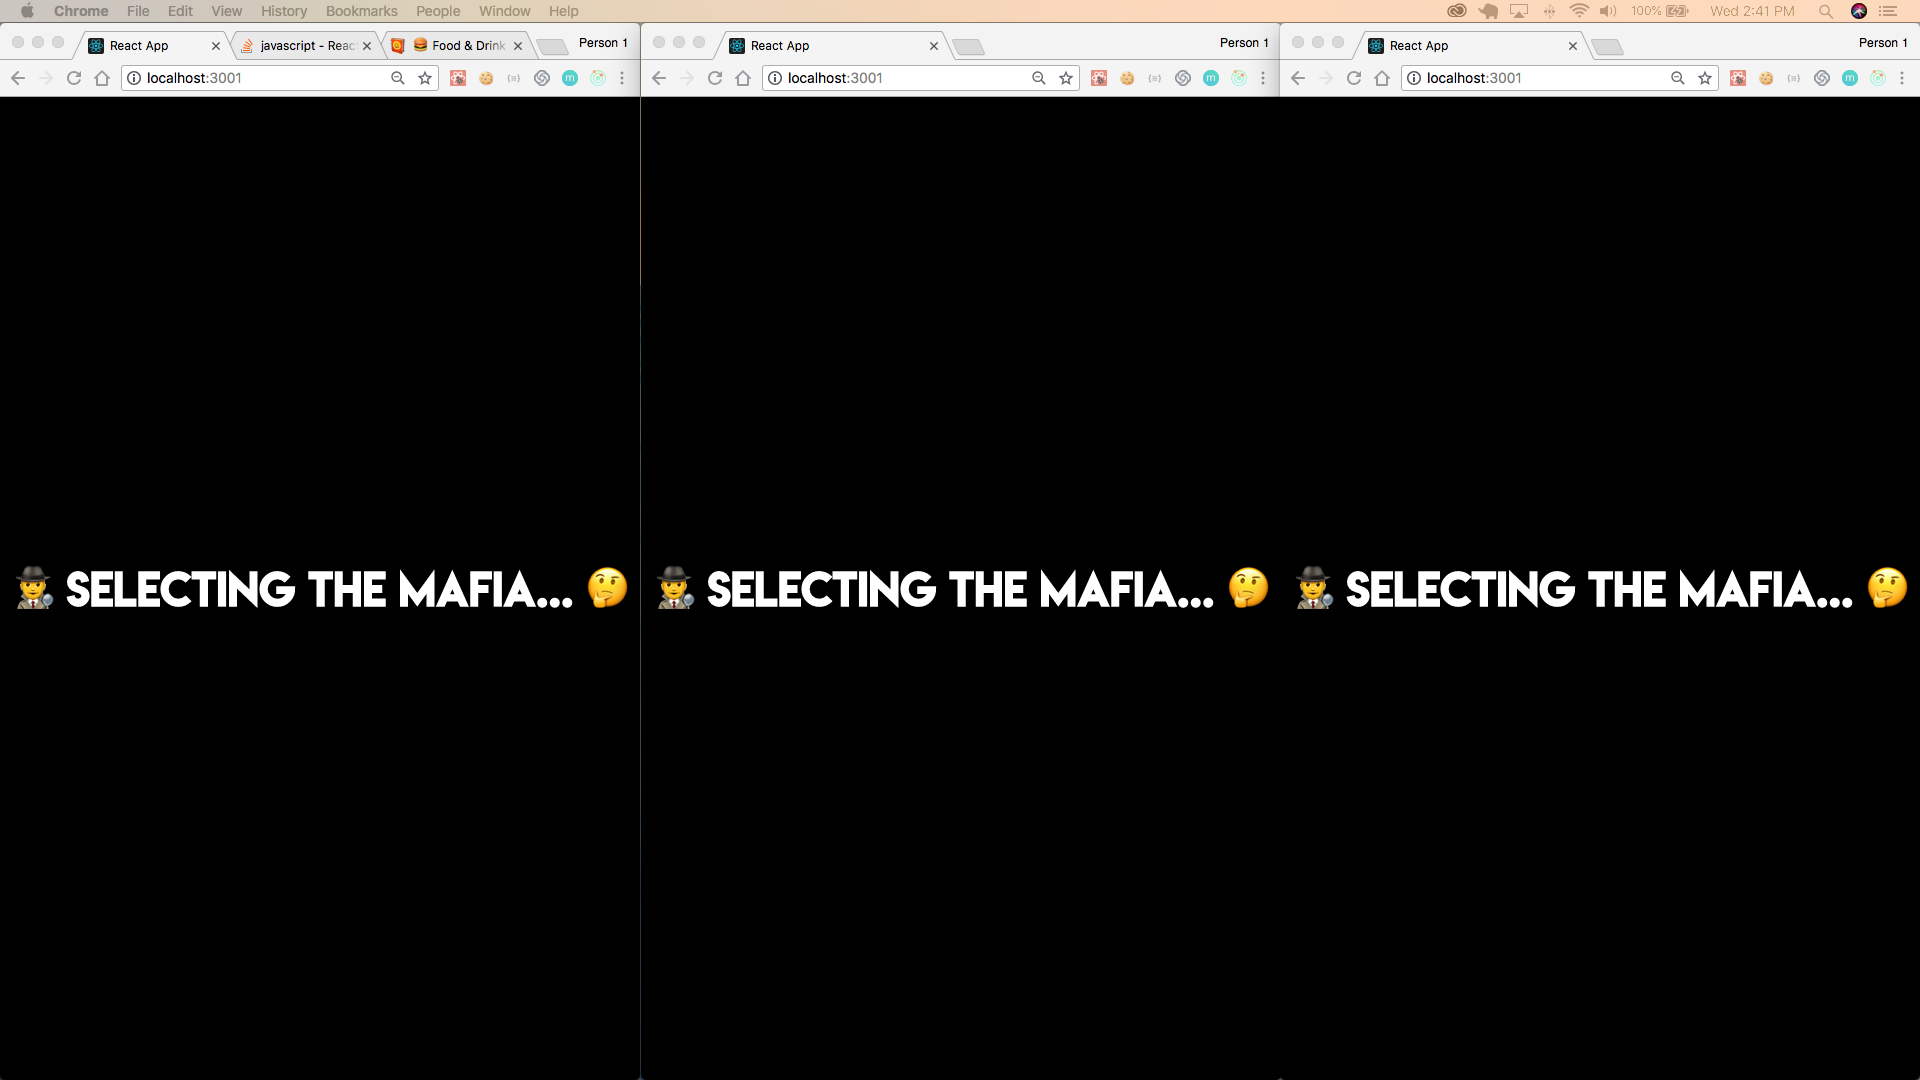 Chrome File Edit View History Bookmarks People Window Help 100% Wed 2:41 PM
React App javascript - Reac Food & Drink Person 1
localhost:3001
SELECTING THE MAFIA...
React App Person 1
localhost:3001
SELECTING THE MAFIA...
React App Person 1
localhost:3001
SELECTING THE MAFIA...